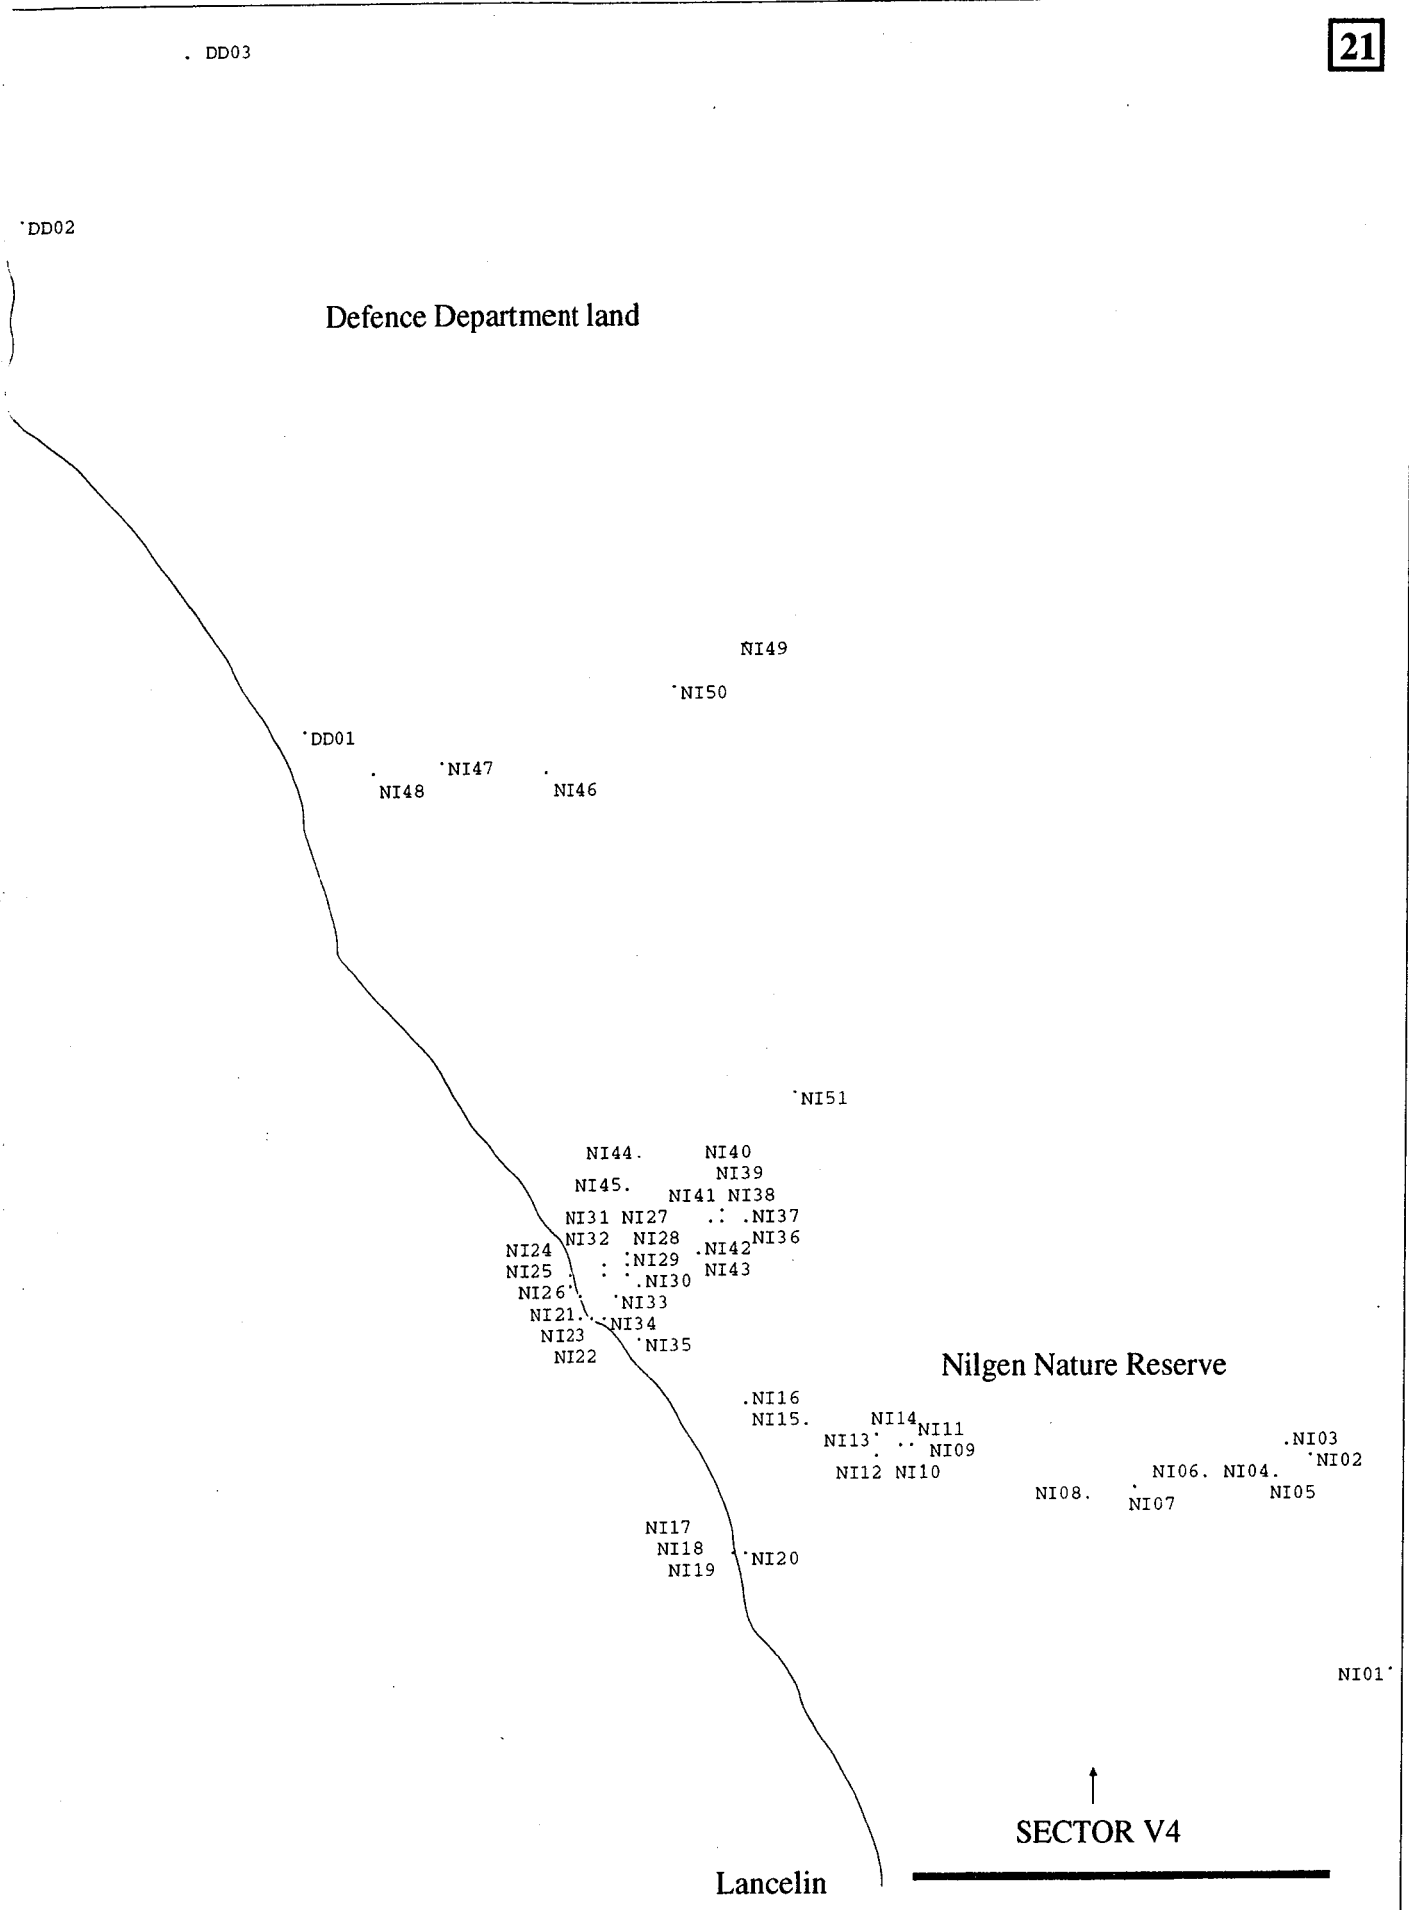 21
. DD03
DD02
Defence Department land
NI49
NI50
DD01
NI47
NI48
NI46
NI51
NI44. NI40
NI39
NI45.
NI41 NI38
NI31 NI27 .NI37
NI32 NI28 NI36
NI24 .NI42
NI29
NI25 NI43
.NI30
NI26
NI33
NI21.
NI34
NI23
NI35
NI22
Nilgen Nature Reserve
.NI16
NI15. NI14
NI11
NI13 .NI03
NI09
NI02
NI12 NI10 NI06. NI04.
NI08. NI05
NI07
NI17
NI18
NI20
NI19
NI01
SECTOR V4
Lancelin